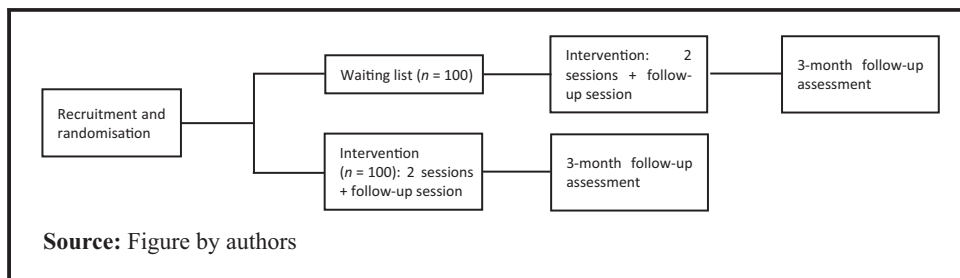 Recruitment and
randomisation
Waiting list (n = 100)
Intervention: 2
sessions + follow-
up session
3-month follow-up
assessment
Intervention
(n = 100): 2 sessions
+ follow-up session
3-month follow-up
assessment
Source: Figure by authors